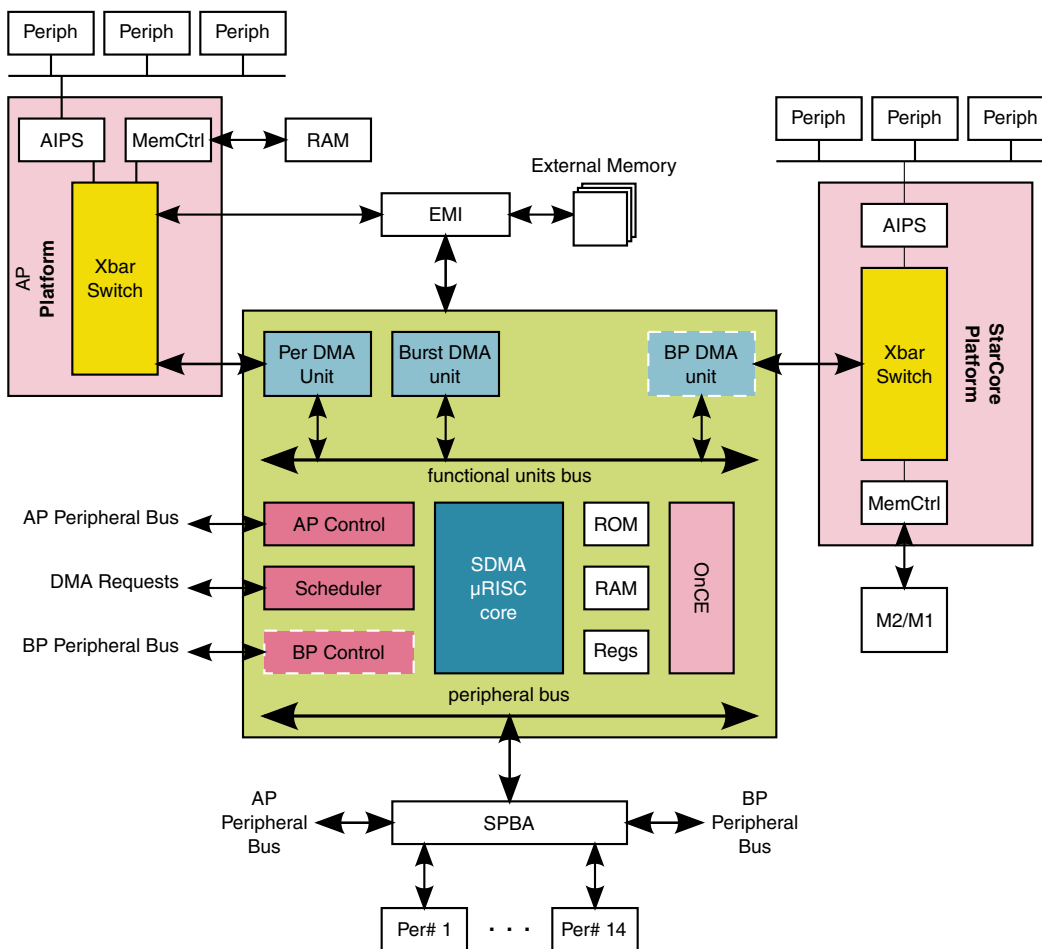 Periph
Periph
Periph
AIPS
MemCtrl
RAM
AP
Platform
Xbar
Switch
EMI
External Memory
Periph
Periph
Periph
AIPS
Xbar
Switch
StarCore
Platform
MemCtrl
M2/M1
Per DMA
Unit
Burst DMA
unit
BP DMA
unit
functional units bus
AP Peripheral Bus
AP Control
DMA Requests
Scheduler
BP Peripheral Bus
BP Control
SDMA
µRISC
core
ROM
RAM
Regs
OnCE
peripheral bus
AP
Peripheral
Bus
SPBA
BP
Peripheral
Bus
Per# 1
. . .
Per# 14